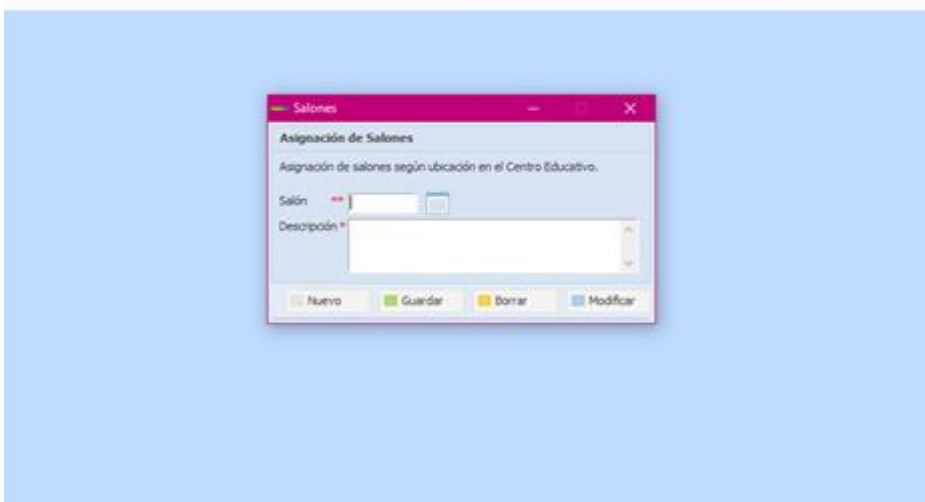 Salones
Asignación de Salones
Asignación de salones según ubicación en el Centro Educativo.
Salón **
Descripción *
Nuevo Guardar Borrar Modificar